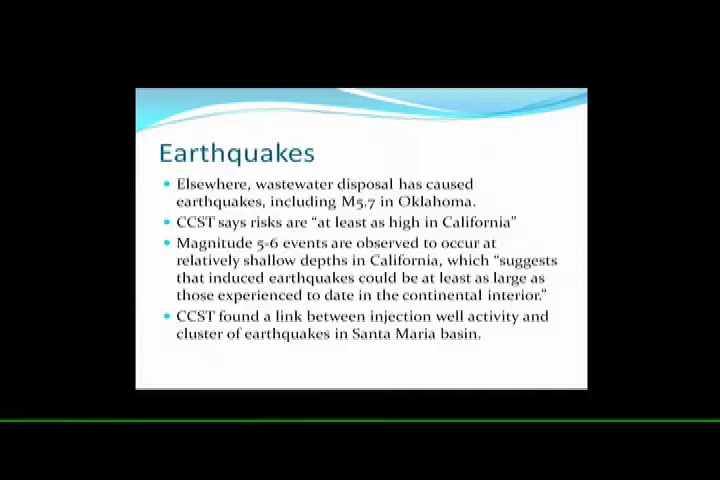 Earthquakes
Elsewhere, wastewater disposal has caused
earthquakes, including M5.7 in Oklahoma.
CCST says risks are “at least as high in California”
Magnitude 5-6 events are observed to occur at
relatively shallow depths in California, which “suggests
that induced earthquakes could be at least as large as
those experienced to date in the continental interior.”
CCST found a link between injection well activity and
cluster of earthquakes in Santa Maria basin.